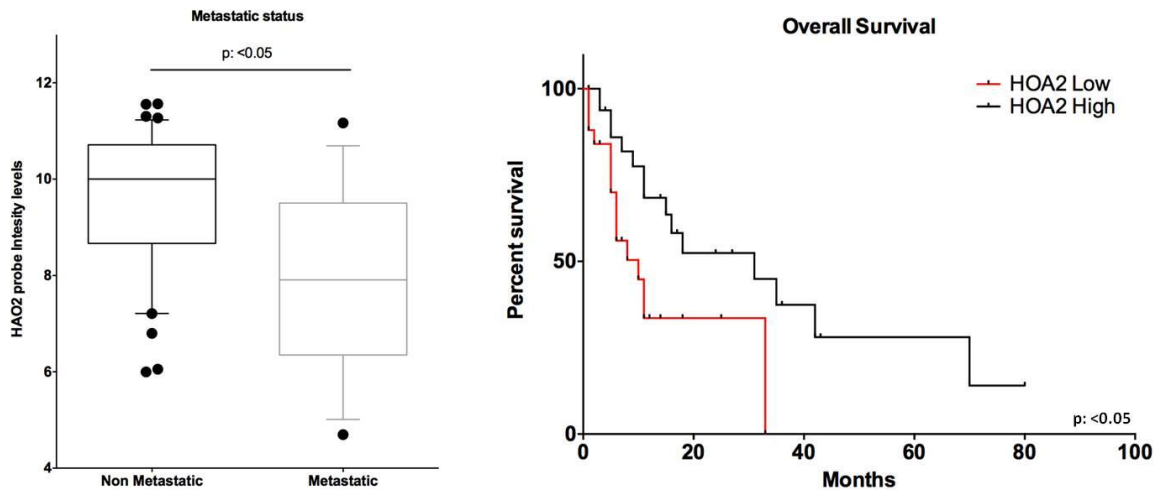 Metastatic status
p: <0.05
HAO2 probe Intesity levels
12
10
8
6
4
Non Metastatic
Metastatic
Overall Survival
HOA2 Low
HOA2 High
Percent survival
100
50
0
p: <0.05
0
20
40
60
80
100
Months